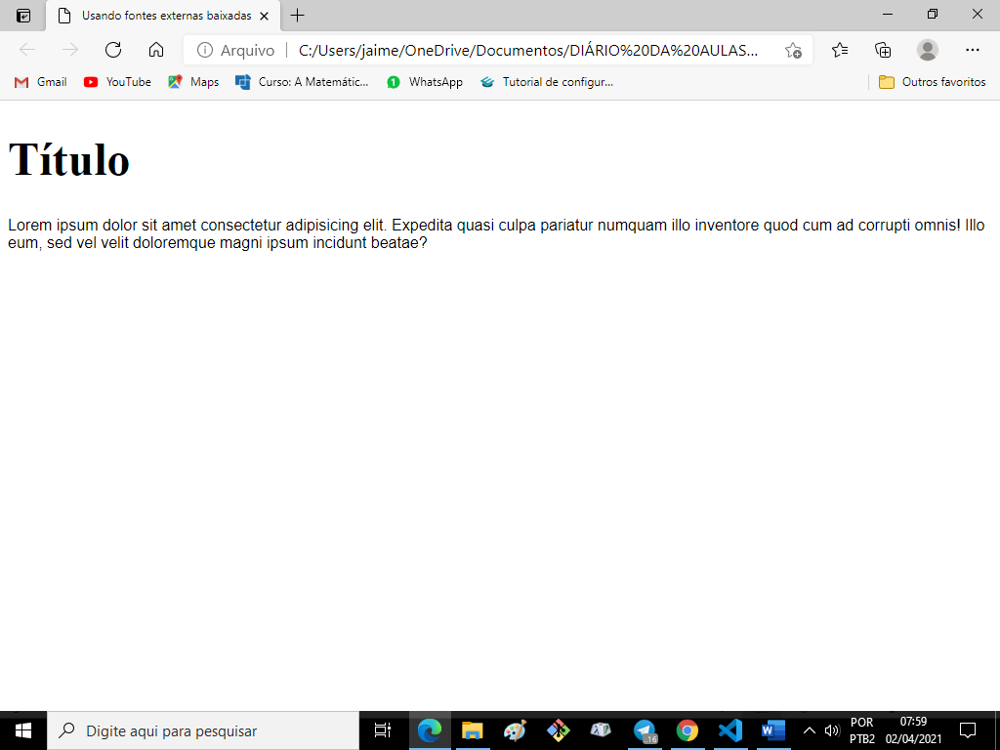 Usando fontes externas baixadas
Arquivo C:/Users/jaime/OneDrive/Documentos/DIÁRIO%20DA%20AULAS...
Gmail YouTube Maps Curso: A Matemátic... 1 WhatsApp Tutorial de configur... Outros favoritos
Título
Lorem ipsum dolor sit amet consectetur adipisicing elit. Expedita quasi culpa pariatur numquam illo inventore quod cum ad corrupti omnis! Illo
eum, sed vel velit doloremque magni ipsum incidunt beatae?
Digite aqui para pesquisar .16 POR 07:59
PTB2 02/04/2021